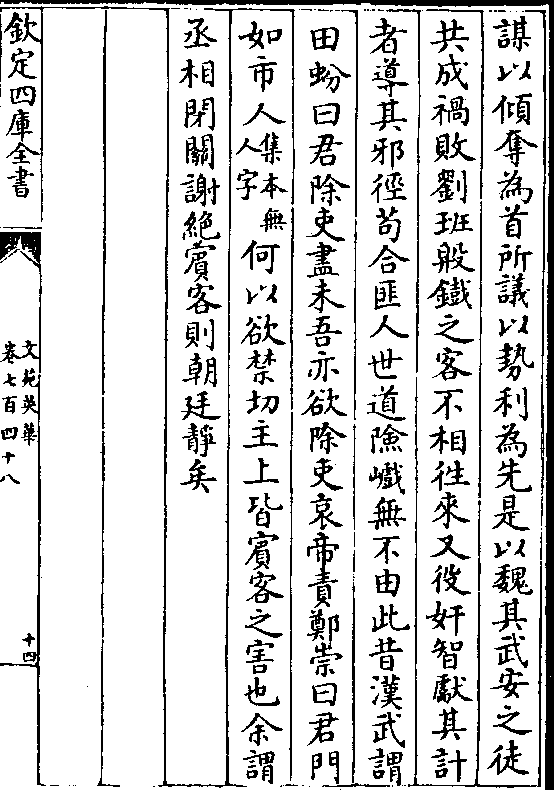 謀以傾奪為首所議以勢利為先是以魏其武安之徒
共成禍敗劉班殷鐵之客不相徃來又役奸智獻其計
者導其邪徑苟合匪人世道險巇無不由此昔漢武謂
田蚡曰君除吏盡未吾亦欲除吏哀帝責鄭崇曰君門
如市人集本無人字何以欲禁切主上皆賓客之害也余謂
丞相閉關謝絶賓客則朝廷靜矣
欽定四庫全書
文苑英華
卷七百四十八
十四